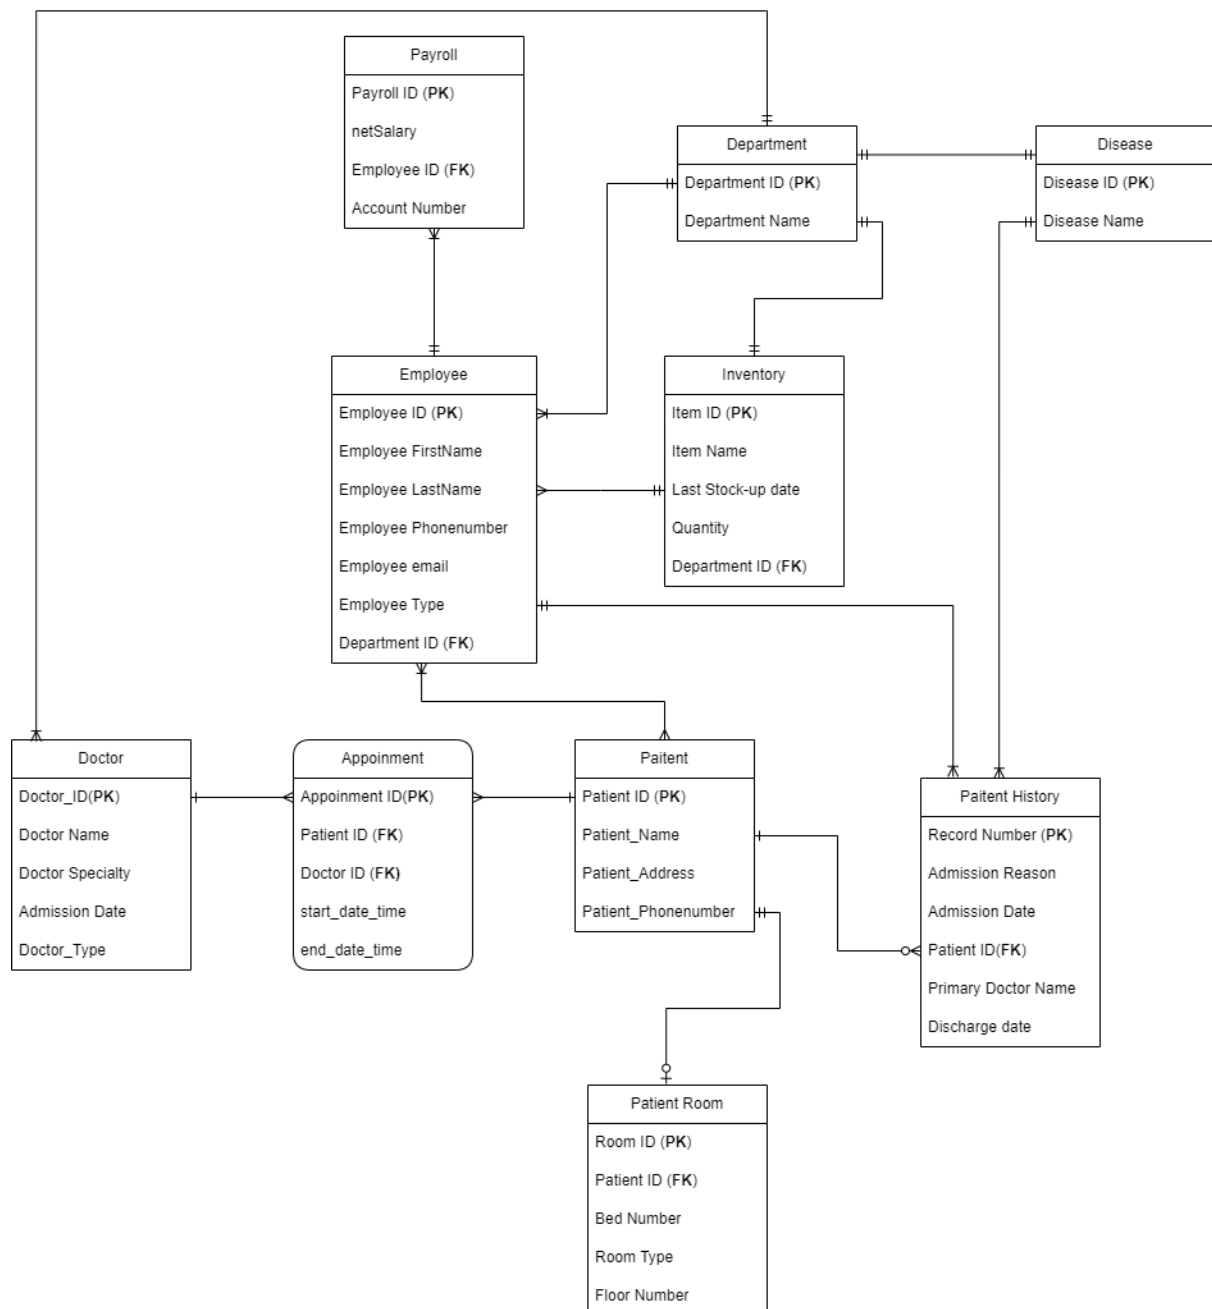 Payroll
Payroll ID (PK)
netSalary
Employee ID (FK)
Account Number
Department
Department ID (PK)
Department Name
Disease
Disease ID (PK)
Disease Name
Employee
Employee ID (PK)
Employee FirstName
Employee LastName
Employee Phonenumber
Employee email
Employee Type
Department ID (FK)
Inventory
Item ID (PK)
Item Name
Last Stock-up date
Quantity
Department ID (FK)
Doctor
Doctor_ID(PK)
Doctor Name
Doctor Specialty
Admission Date
Doctor_Type
Appoinment
Appoinment ID(PK)
Patient ID (FK)
Doctor ID (FK)
start_date_time
end_date_time
Paitent
Patient ID (PK)
Patient_Name
Patient_Address
Patient_Phonenumber
Paitent History
Record Number (PK)
Admission Reason
Admission Date
Patient ID(FK)
Primary Doctor Name
Discharge date
Patient Room
Room ID (PK)
Patient ID (FK)
Bed Number
Room Type
Floor Number